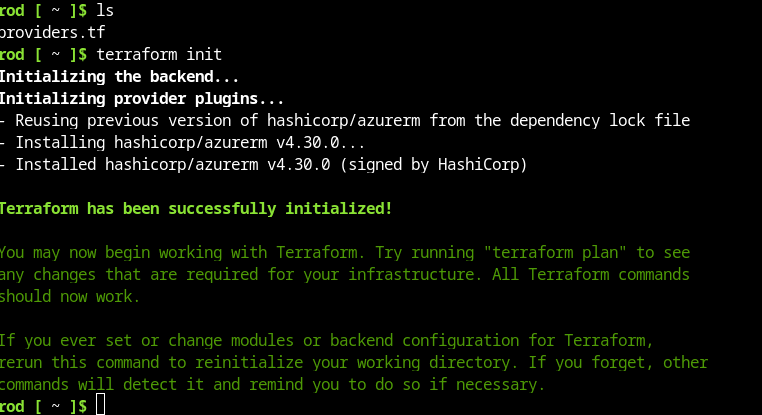 rod [ ~ ]$ ls
providers.tf
rod [ ~ ]$ terraform init
Initializing the backend...
Initializing provider plugins...
- Reusing previous version of hashicorp/azurerm from the dependency lock file
- Installing hashicorp/azurerm v4.30.0...
- Installed hashicorp/azurerm v4.30.0 (signed by HashiCorp)
Terraform has been successfully initialized!
You may now begin working with Terraform. Try running "terraform plan" to see
any changes that are required for your infrastructure. All Terraform commands
should now work.
If you ever set or change modules or backend configuration for Terraform,
rerun this command to reinitialize your working directory. If you forget, other
commands will detect it and remind you to do so if necessary.
rod [ ~ ]$